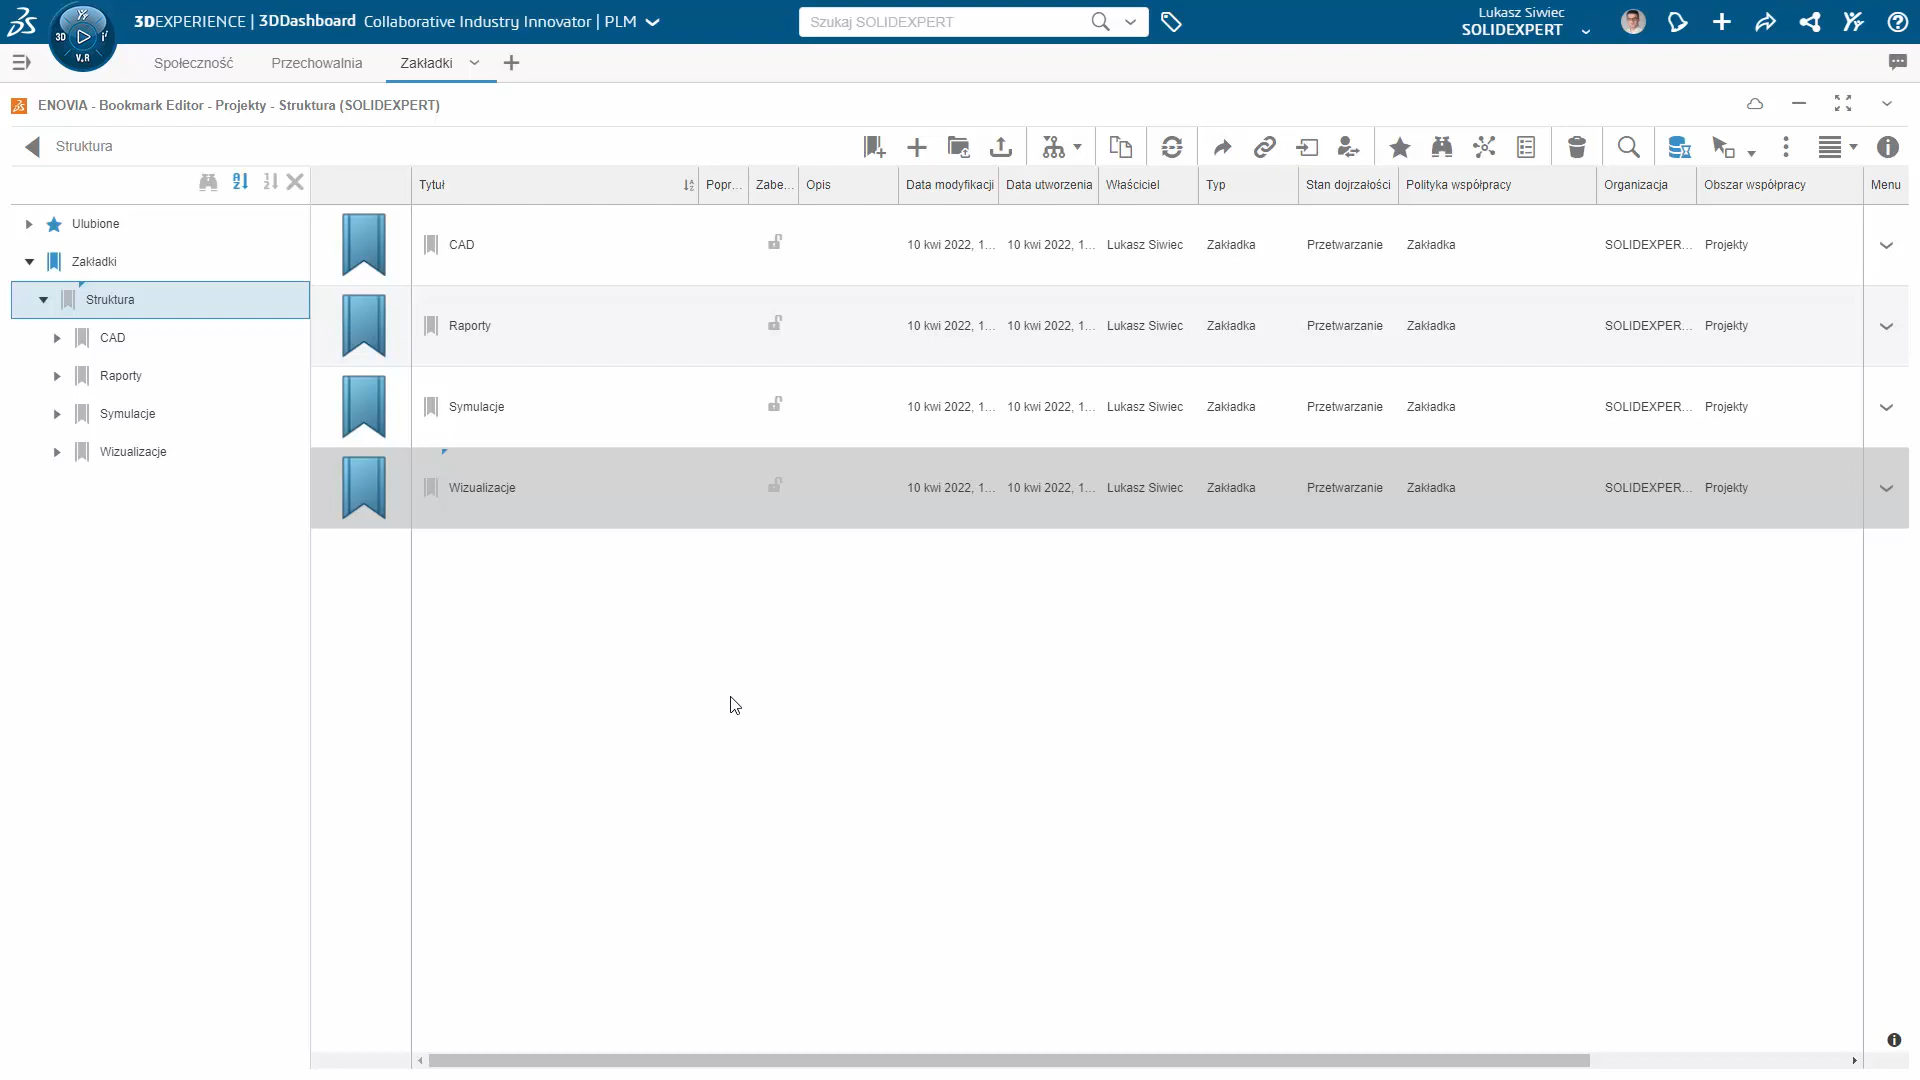 3DEXPERIENCE | 3DDashboard Collaborative Industry Innovator | PLM
Szukaj SOLIDEXPERT
Lukasz Siwiec
SOLIDEXPERT
3D
V.R
Społeczność
Przechowalnia
Zakładki
ENOVIA - Bookmark Editor - Projekty - Struktura (SOLIDEXPERT)
Struktura
Tytuł
Popr...
Zabe...
Opis
Data modyfikacji
Data utworzenia
Właściciel
Typ
Stan dojrzałości
Polityka współpracy
Organizacja
Obszar współpracy
Menu
Ulubione
Zakładki
Struktura
CAD
Raporty
Symulacje
Wizualizacje
CAD 10 kwi 2022, 1... 10 kwi 2022, 1... Lukasz Siwiec Zakładka Przetwarzanie Zakładka SOLIDEXPER... Projekty
Raporty 10 kwi 2022, 1... 10 kwi 2022, 1... Lukasz Siwiec Zakładka Przetwarzanie Zakładka SOLIDEXPER... Projekty
Symulacje 10 kwi 2022, 1... 10 kwi 2022, 1... Lukasz Siwiec Zakładka Przetwarzanie Zakładka SOLIDEXPER... Projekty
Wizualizacje 10 kwi 2022, 1... 10 kwi 2022, 1... Lukasz Siwiec Zakładka Przetwarzanie Zakładka SOLIDEXPER... Projekty